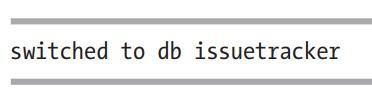 switched to db issuetracker